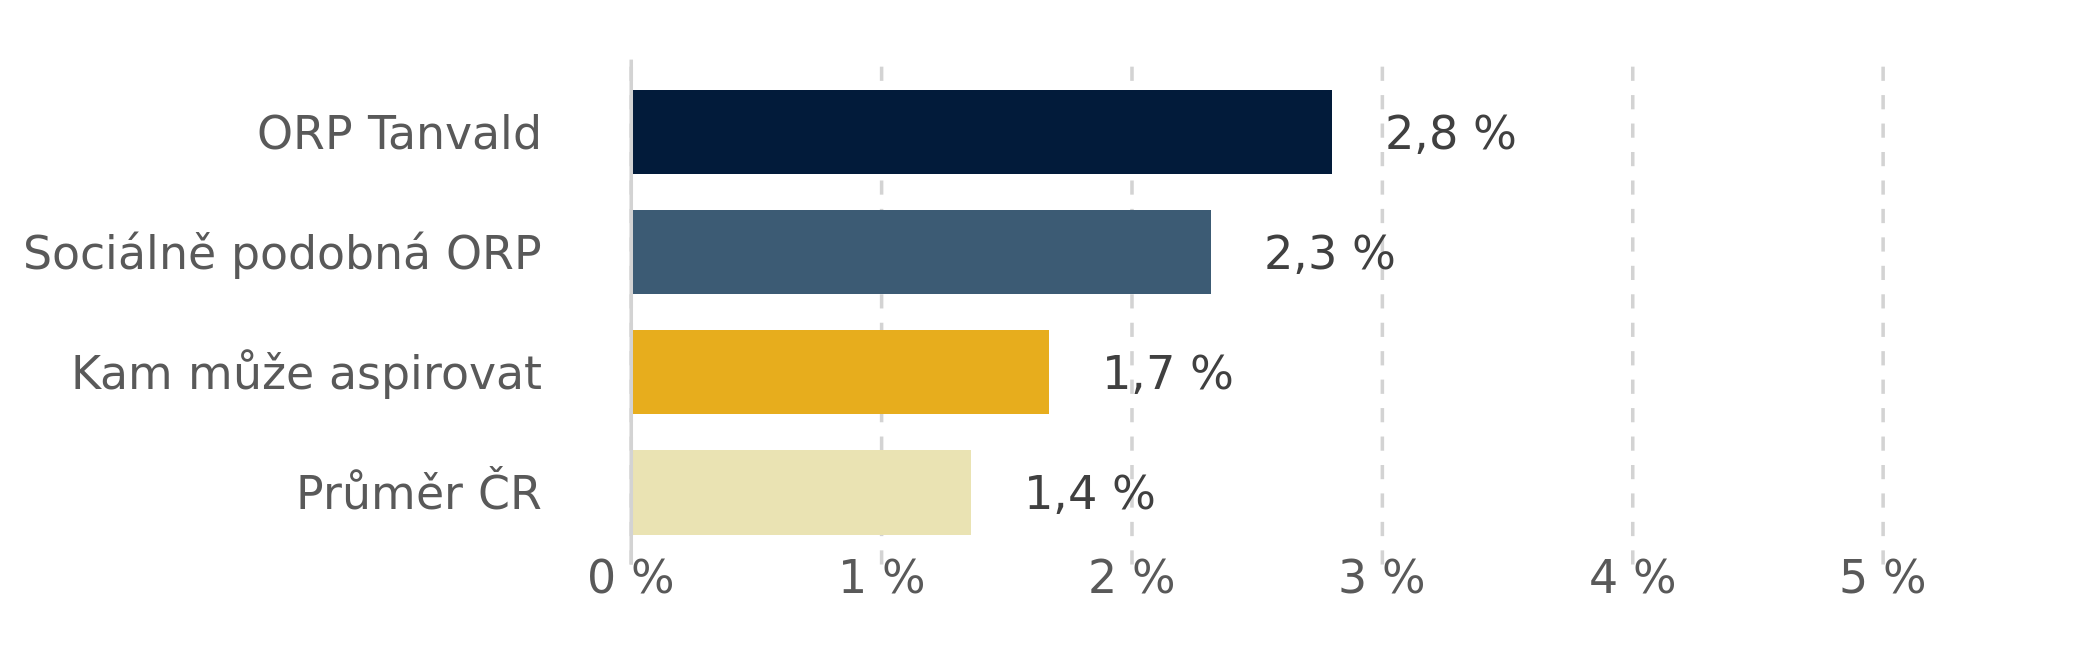 ORP Tanvald 2,8 %
Sociálně podobná ORP 2,3 %
Kam může aspirovat 1,7 %
Průměr ČR 1,4 %
0 % 1 % 2 % 3 % 4 % 5 %